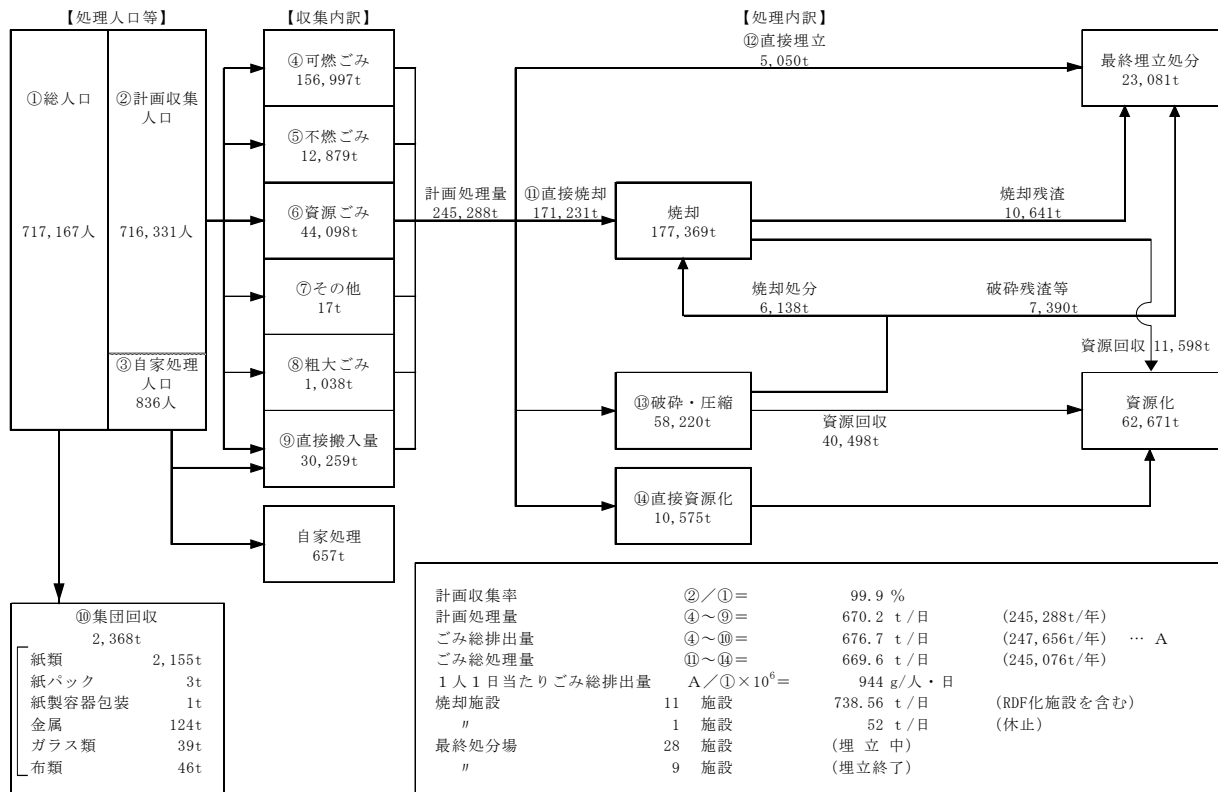 【処理人口等】
【収集内訳】
【処理内訳】
①総人口
717,167人
②計画収集
人口
716,331人
③自家処理
人口
836人
④可燃ごみ
156,997t
⑤不燃ごみ
12,879t
⑥資源ごみ
44,098t
⑦その他
17t
⑧粗大ごみ
1,038t
⑨直接搬入量
30,259t
自家処理
657t
計画処理量
245,288t
⑪直接焼却
171,231t
⑫直接埋立
5,050t
最終埋立処分
23,081t
焼却
177,369t
焼却残渣
10,641t
焼却処分
6,138t
破砕残渣等
7,390t
資源回収 11,598t
⑬破砕・圧縮
58,220t
資源回収
40,498t
資源化
62,671t
⑭直接資源化
10,575t
⑩集団回収
2,368t
紙類 2,155t
紙パック 3t
紙製容器包装 1t
金属 124t
ガラス類 39t
布類 46t
計画収集率 ②／①＝ 99.9 %
計画処理量 ④～⑨＝ 670.2 t/日 (245,288t/年)
ごみ総排出量 ④～⑩＝ 676.7 t/日 (247,656t/年) … A
ごみ総処理量 ⑪～⑭＝ 669.6 t/日 (245,076t/年)
１人１日当たりごみ総排出量 A／①×10⁶＝ 944 g/人・日
焼却施設 11 施設 738.56 t/日 (RDF化施設を含む)
〃 1 施設 52 t/日 (休止)
最終処分場 28 施設 (埋 立 中)
〃 9 施設 (埋立終了)